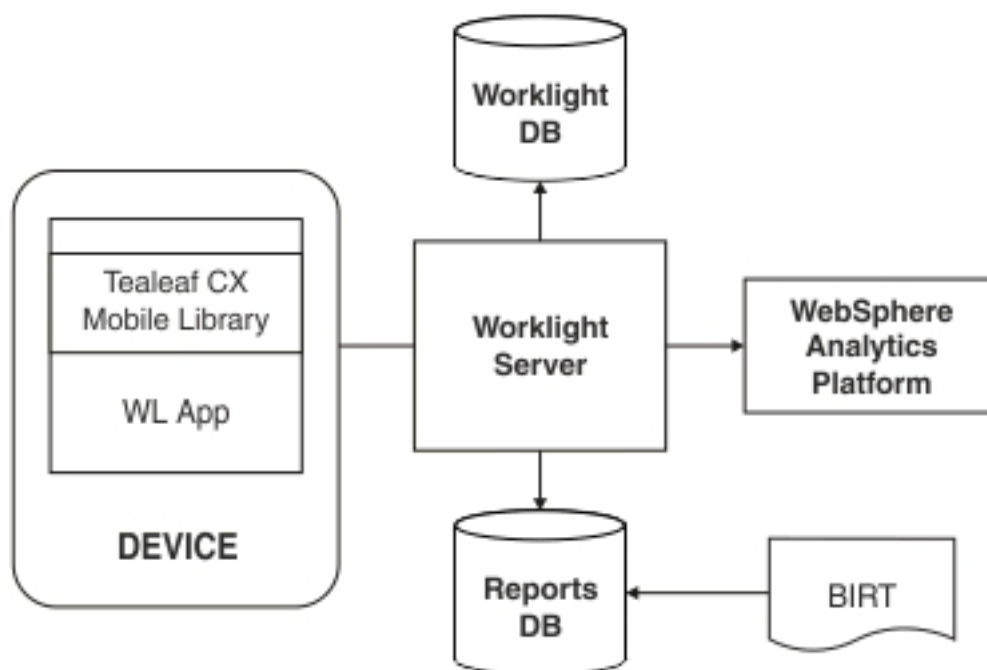 Worklight
DB
Tealeaf CX
Mobile Library
WL App
DEVICE
Worklight
Server
WebSphere
Analytics
Platform
Reports
DB
BIRT